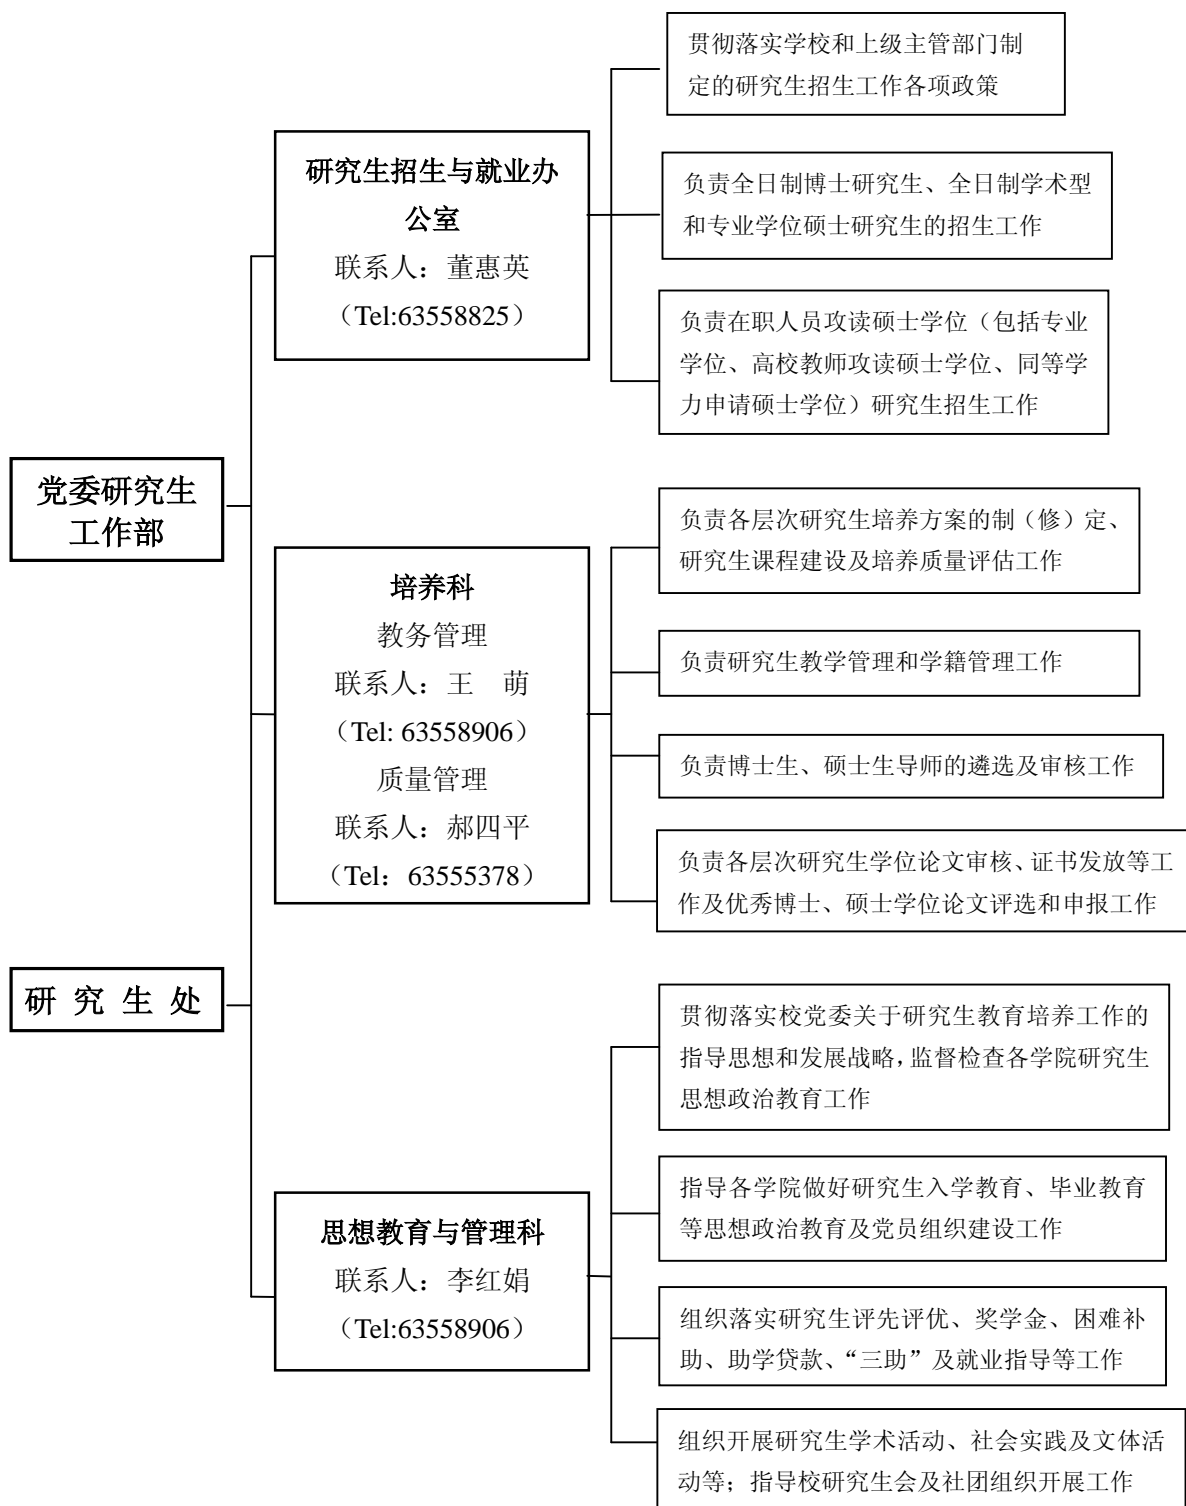 党委研究生
工作部
研 究 生 处
研究生招生与就业办
公室
联系人：董惠英
（Tel:63558825）
贯彻落实学校和上级主管部门制
定的研究生招生工作各项政策
负责全日制博士研究生、全日制学术型
和专业学位硕士研究生的招生工作
负责在职人员攻读硕士学位（包括专业
学位、高校教师攻读硕士学位、同等学
力申请硕士学位）研究生招生工作
培养科
教务管理
联系人：王　萌
（Tel: 63558906）
质量管理
联系人：郝四平
（Tel：63555378）
负责各层次研究生培养方案的制（修）定、
研究生课程建设及培养质量评估工作
负责研究生教学管理和学籍管理工作
负责博士生、硕士生导师的遴选及审核工作
负责各层次研究生学位论文审核、证书发放等工
作及优秀博士、硕士学位论文评选和申报工作
思想教育与管理科
联系人：李红娟
（Tel:63558906）
贯彻落实校党委关于研究生教育培养工作的
指导思想和发展战略，监督检查各学院研究生
思想政治教育工作
指导各学院做好研究生入学教育、毕业教育
等思想政治教育及党员组织建设工作
组织落实研究生评先评优、奖学金、困难补
助、助学贷款、“三助”及就业指导等工作
组织开展研究生学术活动、社会实践及文体活
动等；指导校研究生会及社团组织开展工作